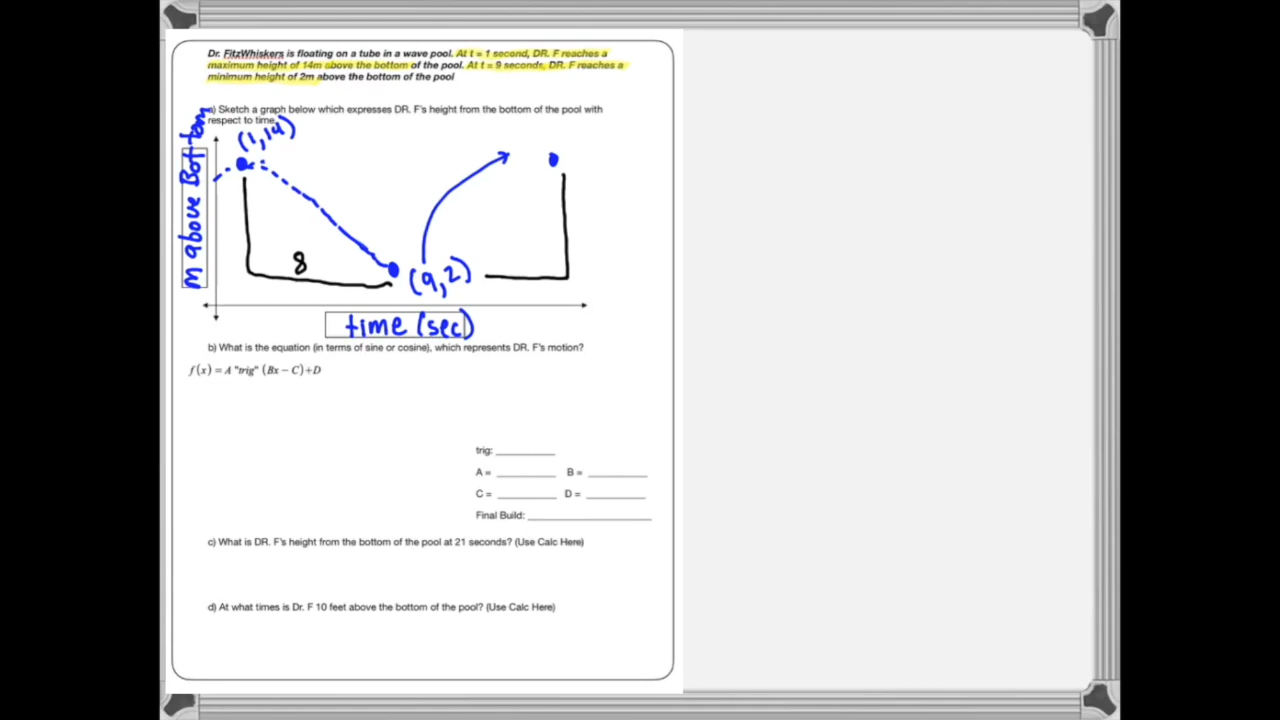 Dr. FitzWhiskers is floating on a tube in a wave pool. At t = 1 second, DR. F reaches a
maximum height of 14m above the bottom of the pool. At t = 9 seconds, DR. F reaches a
minimum height of 2m above the bottom of the pool
a) Sketch a graph below which expresses DR. F's height from the bottom of the pool with
respect to time.
(1,14)
m above Bottom
8
(9,2)
time (sec)
b) What is the equation (in terms of sine or cosine), which represents DR. F's motion?
f(x) = A "trig" (Bx – C)+D
trig: ________
A = ________ B = ________
C = ________ D = ________
Final Build: ________
c) What is DR. F's height from the bottom of the pool at 21 seconds? (Use Calc Here)
d) At what times is Dr. F 10 feet above the bottom of the pool? (Use Calc Here)